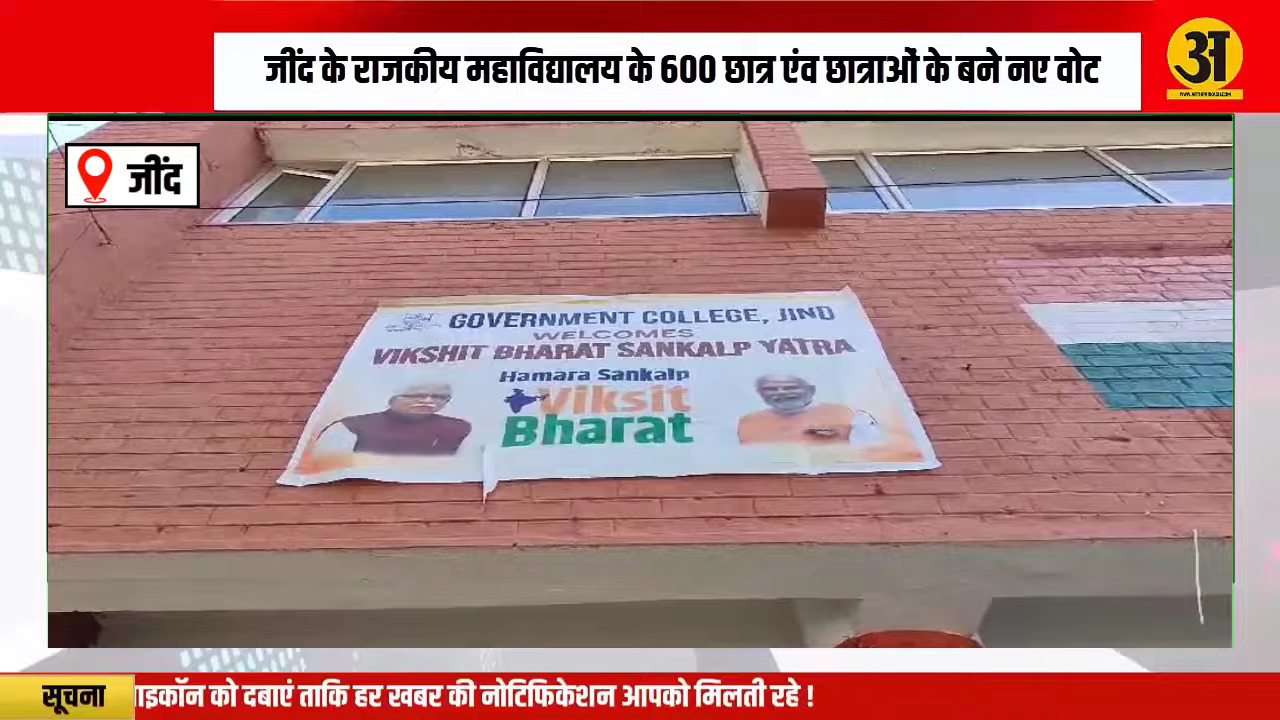 जींद के राजकीय महाविद्यालय के 600 छात्र एंव छात्राओं के बने नए वोट
अ
जींद
GOVERNMENT COLLEGE, JIND
WELCOMES
VIKSHIT BHARAT SANKALP YATRA
Hamara Sankalp
Viksit
Bharat
सूचना
को दबाएं ताकि हर खबर की नोटिफिकेशन आपको मिलती रहे !